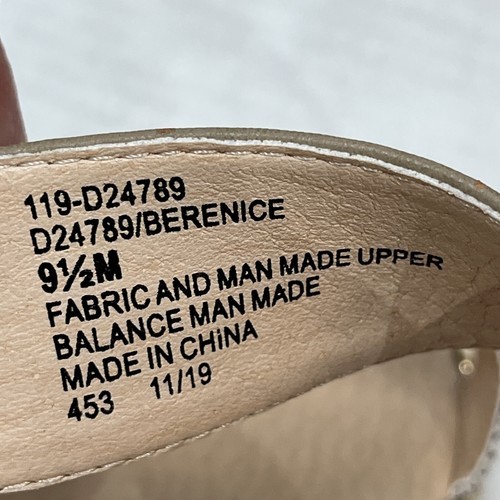 119-D24789
D24789/BERENICE
9½M
FABRIC AND MAN MADE UPPER
BALANCE MAN MADE
MADE IN CHiNA
453 11/19